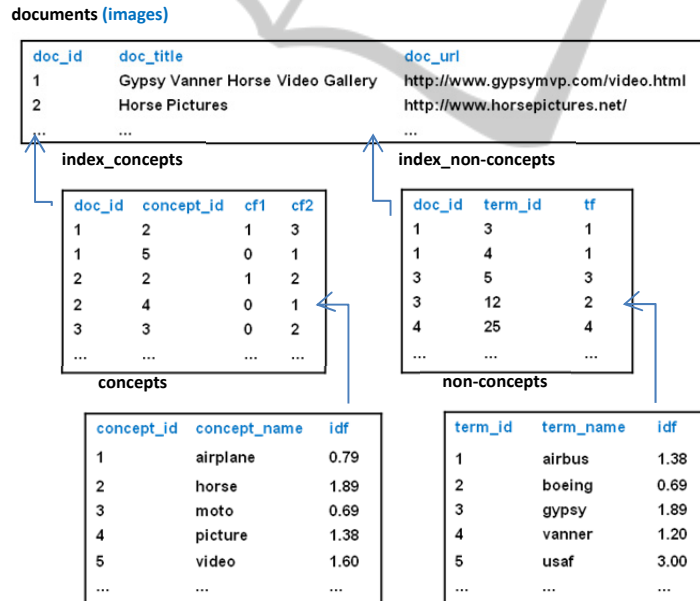 documents (images)
doc_id doc_title doc_url
1 Gypsy Vanner Horse Video Gallery http://www.gypsymvp.com/video.html
2 Horse Pictures http://www.horsepictures.net/
... ... ...
index_concepts index_non-concepts
doc_id concept_id cf1 cf2
1 2 1 3
1 5 0 1
2 2 1 2
2 4 0 1
3 3 0 2
... ... ... ...
doc_id term_id tf
1 3 1
1 4 1
3 5 3
3 12 2
4 25 4
... ... ...
concepts non-concepts
concept_id concept_name idf
1 airplane 0.79
2 horse 1.89
3 moto 0.69
4 picture 1.38
5 video 1.60
... ... ...
term_id term_name idf
1 airbus 1.38
2 boeing 0.69
3 gypsy 1.89
4 vanner 1.20
5 usaf 3.00
... ... ...